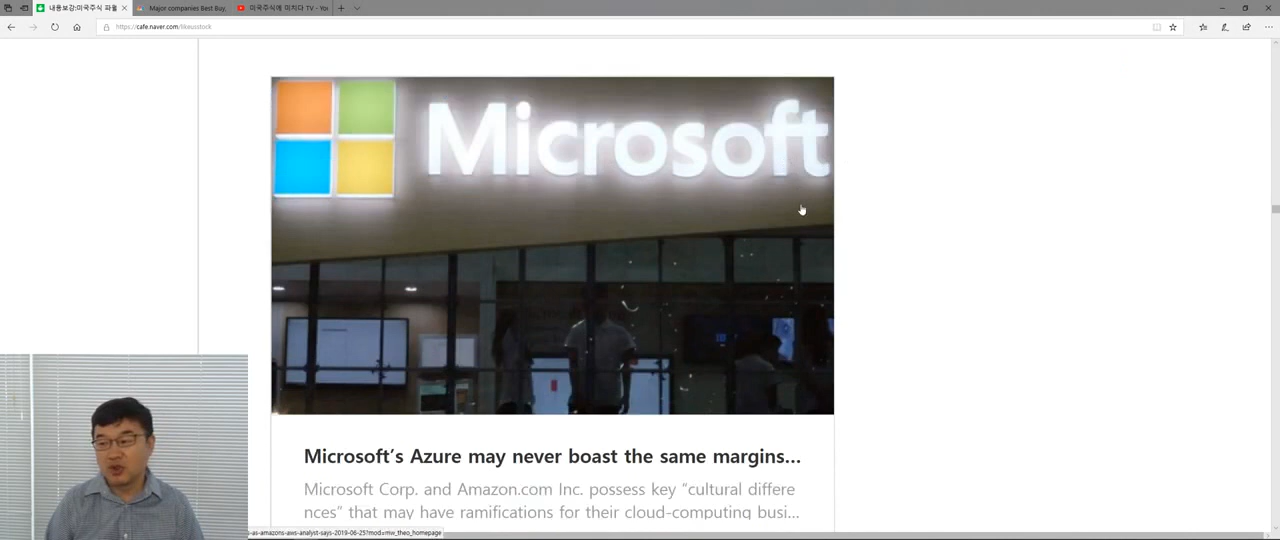 내용보강:미국주식 파월
Major companies Best Buy,
미국주식에 미치다 TV - You
https://cafe.naver.com/likeusstock
Microsoft
Microsoft's Azure may never boast the same margins...
Microsoft Corp. and Amazon.com Inc. possess key "cultural differe
nces" that may have ramifications for their cloud-computing busi...
s-as-amazons-aws-analyst-says-2019-06-25?mod=mw_theo_homepage